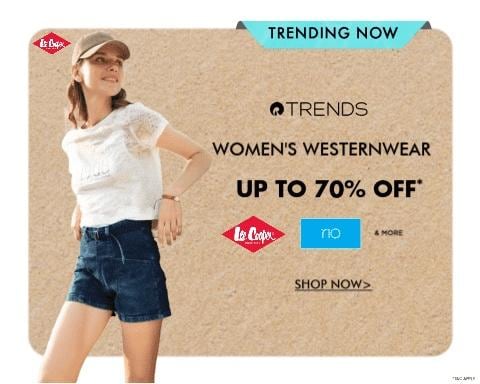 TRENDING NOW
Lee Cooper
TRENDS
WOMEN'S WESTERNWEAR
UP TO 70% OFF*
Lee Cooper
rio
& MORE
SHOP NOW>
*T&C APPLY